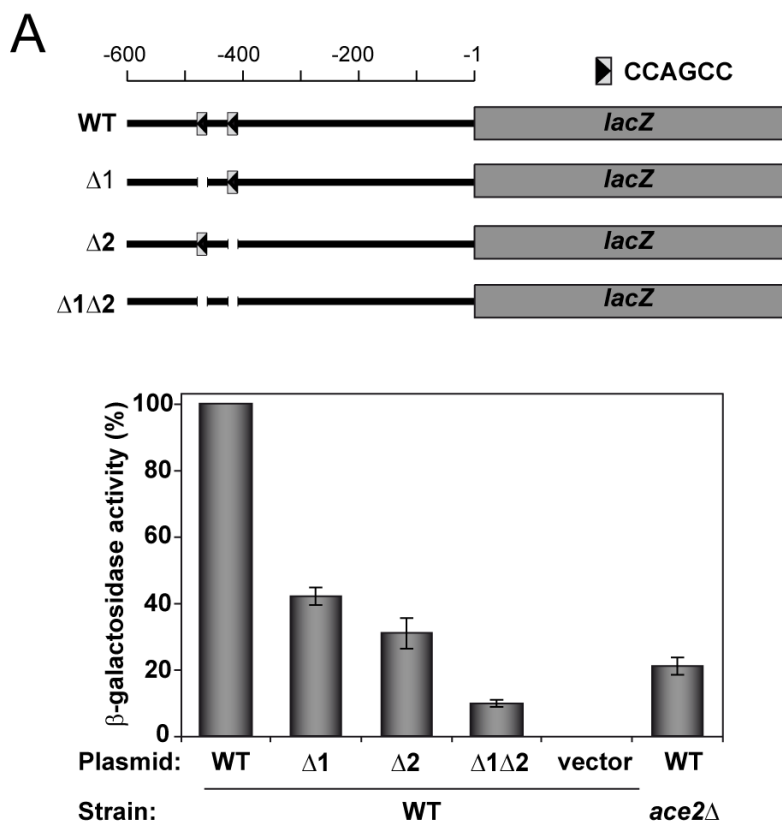 A
-600 -400 -200 -1
CCAGCC
WT lacZ
Δ1 lacZ
Δ2 lacZ
Δ1Δ2 lacZ
β-galactosidase activity (%)
100
80
60
40
20
0
Plasmid: WT Δ1 Δ2 Δ1Δ2 vector WT
Strain: WT ace2Δ